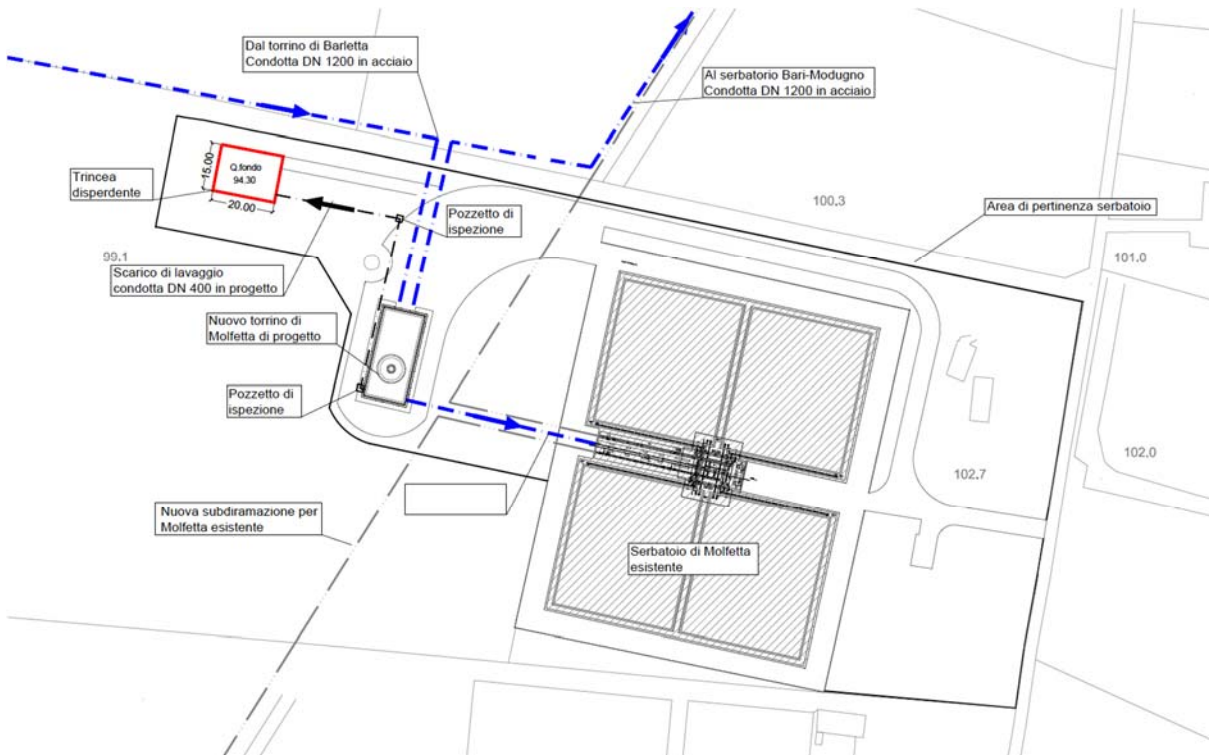 Dal torrino di Barletta
Condotta DN 1200 in acciaio
Al serbatorio Bari-Modugno
Condotta DN 1200 in acciaio
15.00
Q.fondo
94.30
20.00
Trincea
disperdente
Pozzetto di
ispezione
100.3
Area di pertinenza serbatoio
99.1
101.0
Scarico di lavaggio
condotta DN 400 in progetto
Nuovo torrino di
Molfetta di progetto
Pozzetto di
ispezione
102.0
102.7
Nuova subdiramazione per
Molfetta esistente
Serbatoio di Molfetta
esistente